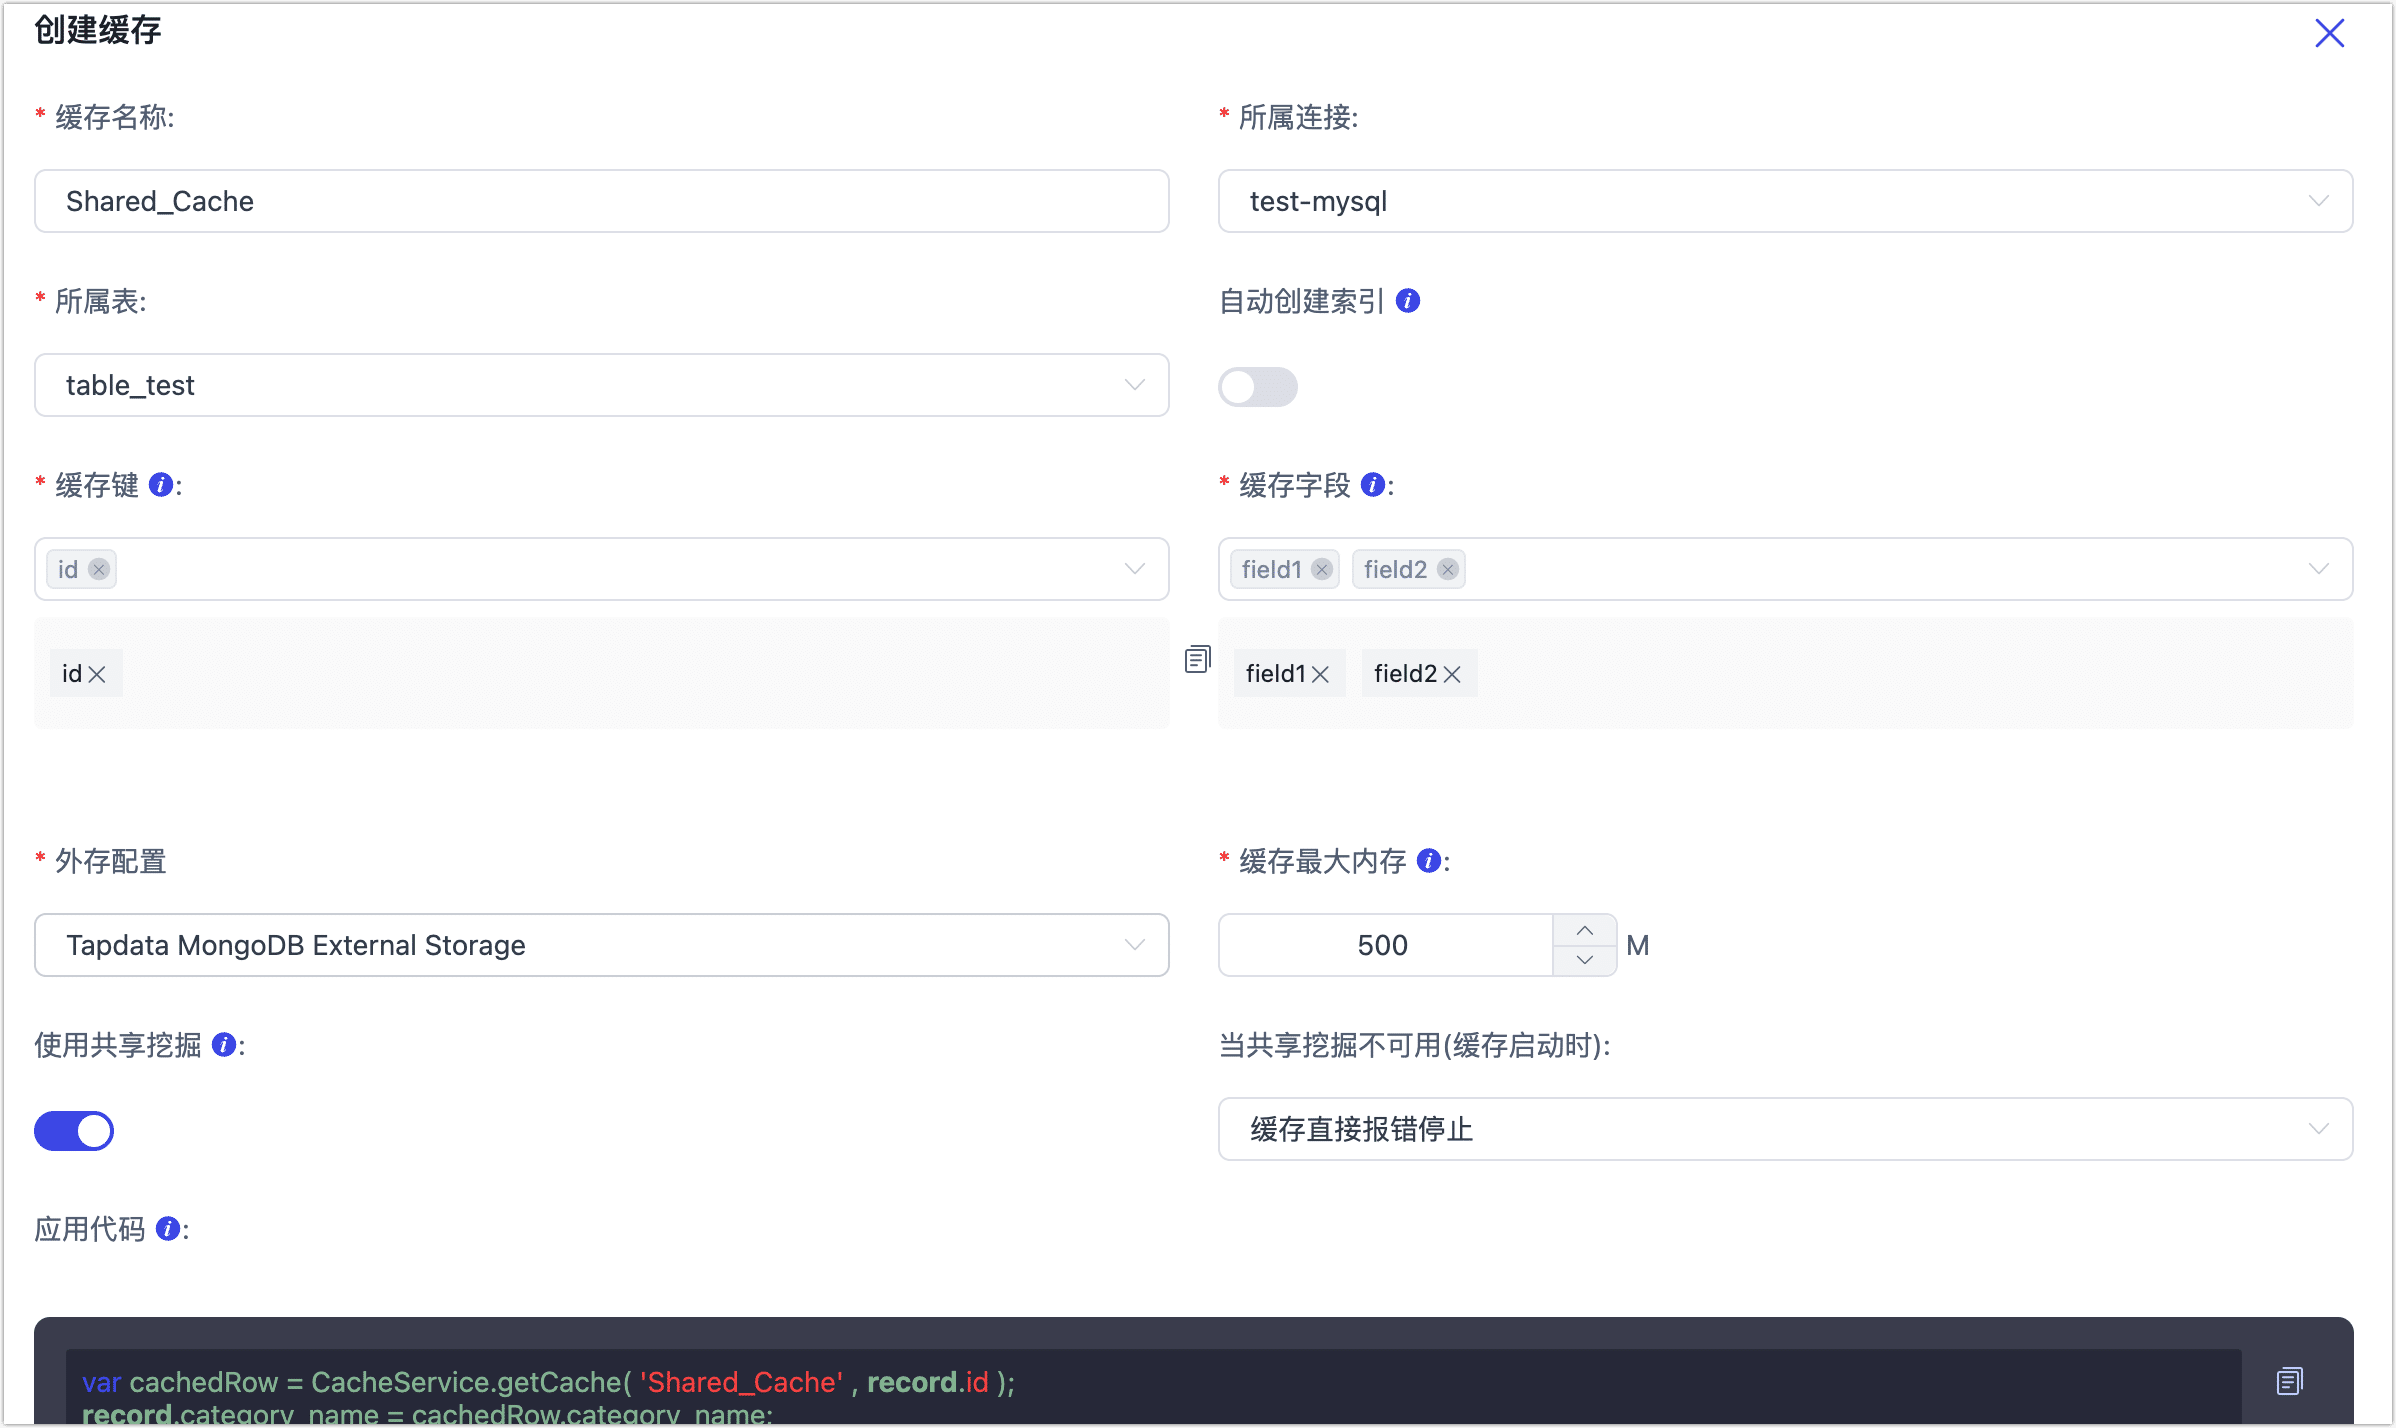 创建缓存
* 缓存名称:
* 所属连接:
Shared_Cache
test-mysql
* 所属表:
自动创建索引
table_test
* 缓存键 :
* 缓存字段 :
id
field1 field2
id
field1 field2
* 外存配置
* 缓存最大内存 :
Tapdata MongoDB External Storage
500 M
使用共享挖掘 :
当共享挖掘不可用(缓存启动时):
缓存直接报错停止
应用代码 :
var cachedRow = CacheService.getCache( 'Shared_Cache' , record.id );
record.category_name = cachedRow.category_name;